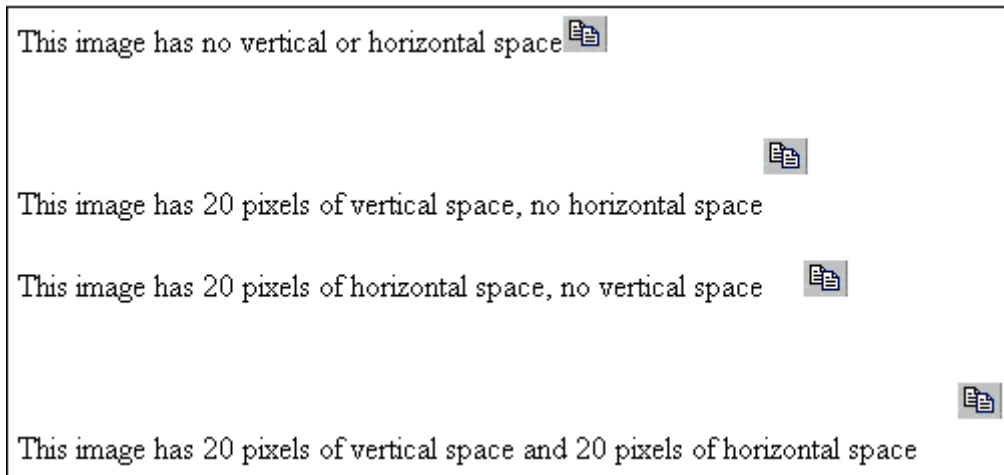 This image has no vertical or horizontal space
This image has 20 pixels of vertical space, no horizontal space
This image has 20 pixels of horizontal space, no vertical space
This image has 20 pixels of vertical space and 20 pixels of horizontal space